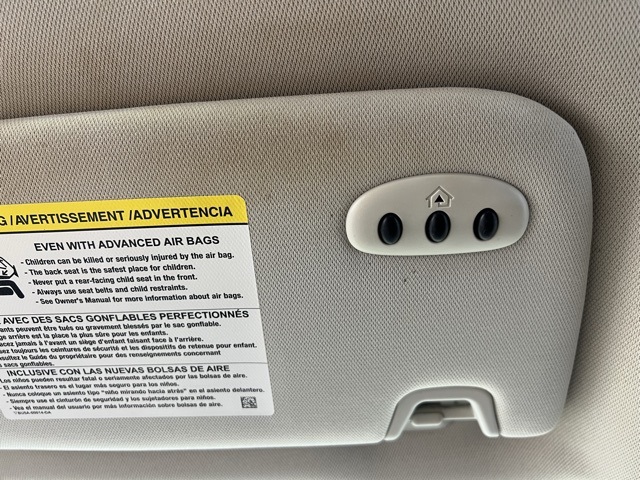 G / AVERTISSEMENT / ADVERTENCIA
EVEN WITH ADVANCED AIR BAGS
- Children can be killed or seriously injured by the air bag.
- The back seat is the safest place for children.
- Never put a rear-facing child seat in the front.
- Always use seat belts and child restraints.
- See Owner's Manual for more information about air bags.
AVEC DES SACS GONFLABLES PERFECTIONNÉS
ants peuvent être tués ou gravement blessés par le sac gonflable.
ge arrière est la place la plus sûre pour les enfants.
acez jamais à l'avant un siège d'enfant faisant face à l'arrière.
sez toujours les ceintures de sécurité et les dispositifs de retenue pour enfant.
sultez le Guide du propriétaire pour des renseignements concernant
s sacs gonflables.
INCLUSIVE CON LAS NUEVAS BOLSAS DE AIRE
Los niños pueden resultar fatal o seriamente afectados por las bolsas de aire.
- El asiento trasero es el lugar más seguro para los niños.
- Nunca coloque un asiento tipo "niño mirando hacia atrás" en el asiento delantero.
- Siempre use el cinturón de seguridad y los sujetadores para niños.
- Vea el manual del usuario por más información sobre bolsas de aire.